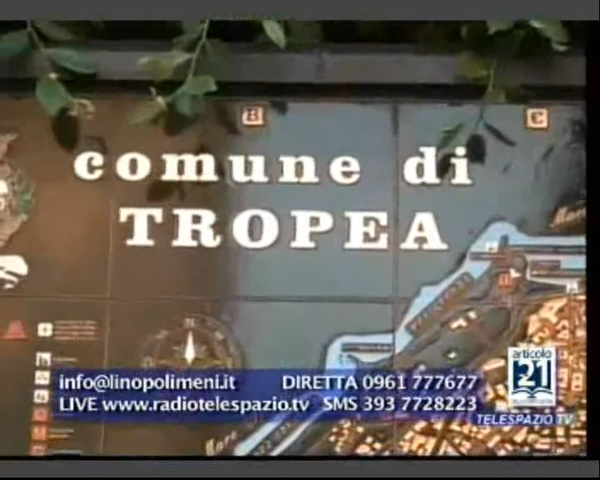 B
C
comune di
TROPEA
info@linopolimeni.it DIRETTA 0961 777677
LIVE www.radiotelespazio.tv SMS 393 7728223
articolo
21
TELESPAZIO TV